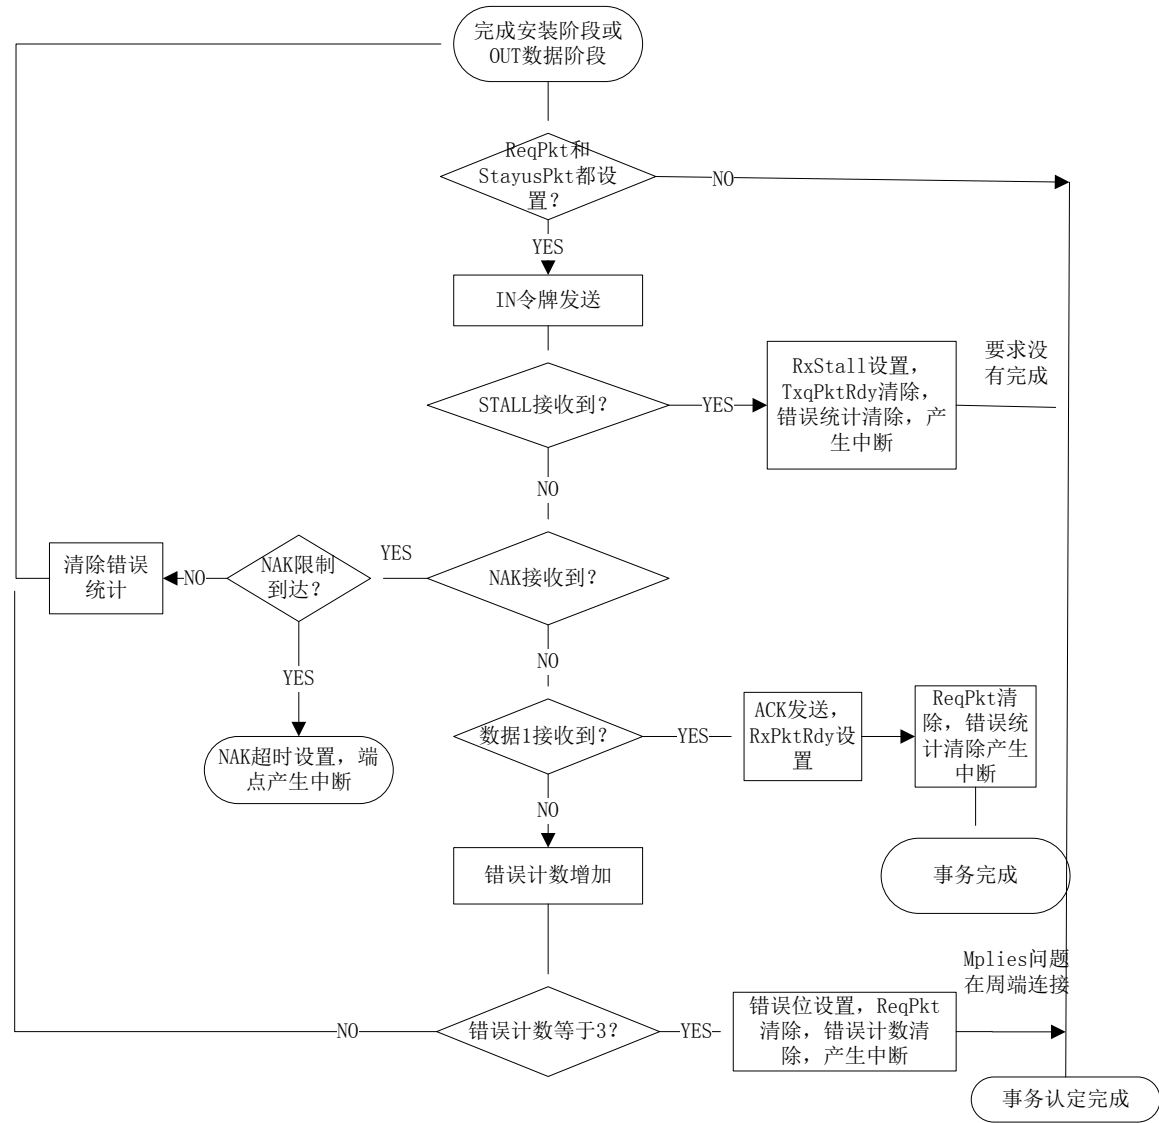 完成安装阶段或
OUT数据阶段
ReqPkt和
StayusPkt都设
置？
NO
YES
IN令牌发送
STALL接收到？
YES
RxStall设置，
TxqPktRdy清除，
错误统计清除，产
生中断
要求没
有完成
NO
清除错误
统计
NO
NAK限制
到达？
YES
NAK接收到？
YES
NAK超时设置，端
点产生中断
NO
数据1接收到？
YES
ACK发送，
RxPktRdy设
置
ReqPkt清
除，错误统
计清除产生
中断
NO
错误计数增加
事务完成
Mplies问题
在周端连接
NO
错误计数等于3？
YES
错误位设置，ReqPkt
清除，错误计数清
除，产生中断
事务认定完成